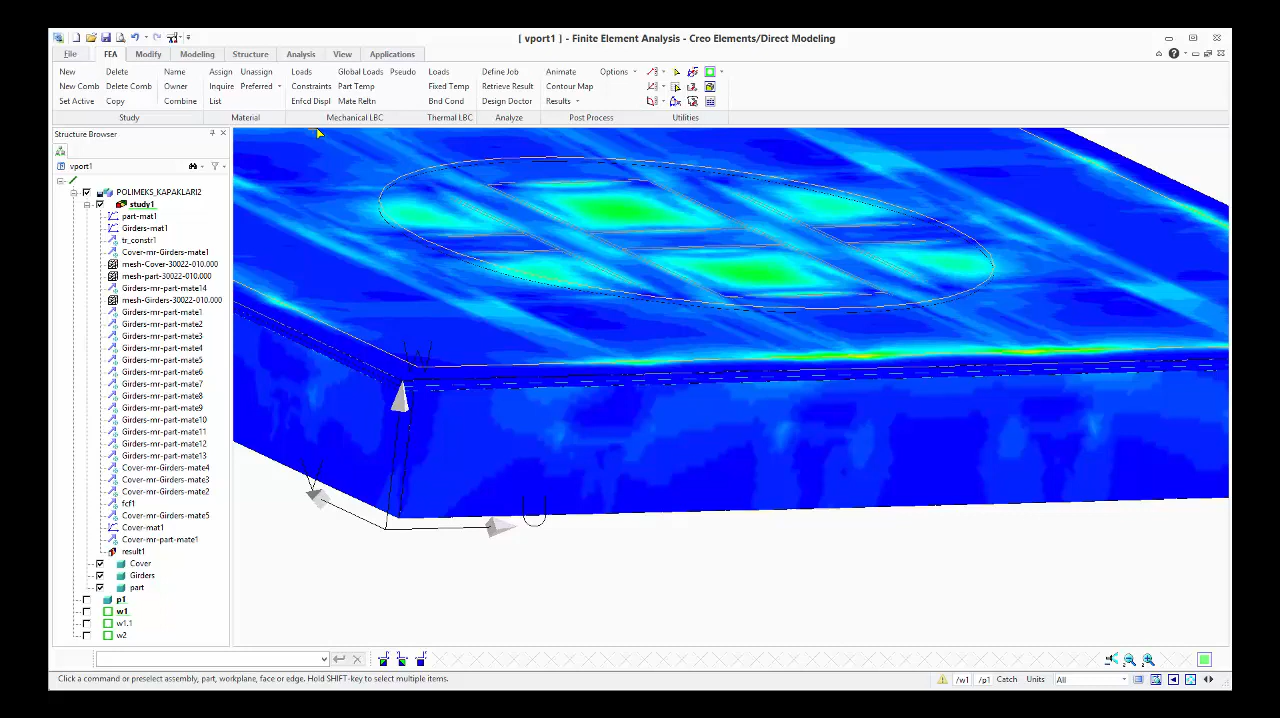 [ vport1 ] - Finite Element Analysis - Creo Elements/Direct Modeling
File FEA Modify Modeling Structure Analysis View Applications
New Delete Name Assign Unassign Loads Global Loads Pseudo Loads Define Job Animate Options
New Comb Delete Comb Owner Inquire Preferred Constraints Part Temp Fixed Temp Retrieve Result Contour Map
Set Active Copy Combine List Enfcd Displ Mate Reltn Bnd Cond Design Doctor Results
Study Material Mechanical LBC Thermal LBC Analyze Post Process Utilities
Structure Browser
vport1
POLIMEKS_KAPAKLARI2
study1
part-mat1
Girders-mat1
tr_constr1
Cover-mr-Girders-mate1
mesh-Cover-30022-010.000
mesh-part-30022-010.000
Girders-mr-part-mate14
mesh-Girders-30022-010.000
Girders-mr-part-mate1
Girders-mr-part-mate2
Girders-mr-part-mate3
Girders-mr-part-mate4
Girders-mr-part-mate5
Girders-mr-part-mate6
Girders-mr-part-mate7
Girders-mr-part-mate8
Girders-mr-part-mate9
Girders-mr-part-mate10
Girders-mr-part-mate11
Girders-mr-part-mate12
Girders-mr-part-mate13
Cover-mr-Girders-mate4
Cover-mr-Girders-mate3
Cover-mr-Girders-mate2
fcf1
Cover-mr-Girders-mate5
Cover-mat1
Cover-mr-part-mate1
result1
Cover
Girders
part
p1
w1
w1.1
w2
W
V
U
Click a command or preselect assembly, part, workplane, face or edge. Hold SHIFT-key to select multiple items.
/w1 /p1 Catch Units All